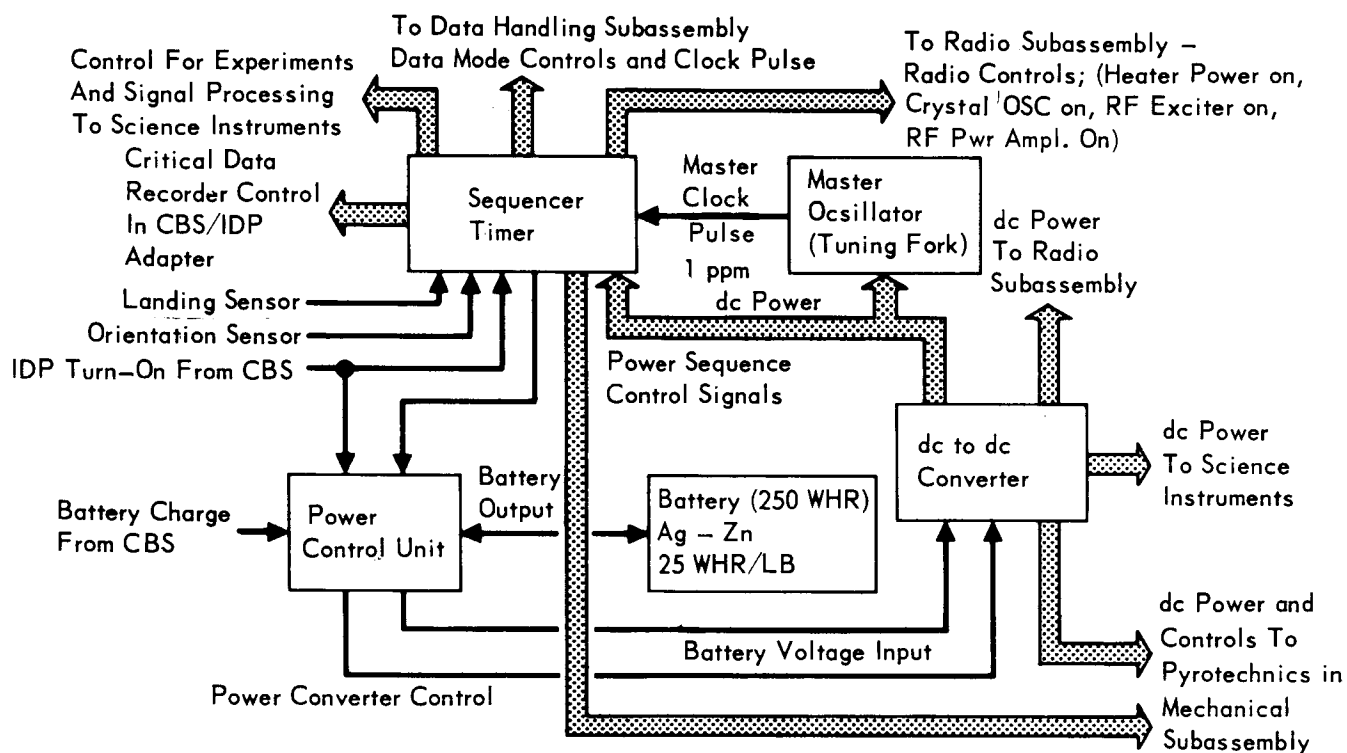 To Data Handling Subassembly
Data Mode Controls and Clock Pulse
Control For Experiments
And Signal Processing
To Science Instruments
Critical Data
Recorder Control
In CBS/IDP
Adapter
To Radio Subassembly –
Radio Controls; (Heater Power on,
Crystal OSC on, RF Exciter on,
RF Pwr Ampl. On)
Sequencer
Timer
Master
Clock
Pulse
1 ppm
Master
Ocsillator
(Tuning Fork)
dc Power
To Radio
Subassembly
Landing Sensor
Orientation Sensor
IDP Turn–On From CBS
dc Power
Power Sequence
Control Signals
dc to dc
Converter
dc Power
To Science
Instruments
Battery Charge
From CBS
Power
Control Unit
Battery
Output
Battery (250 WHR)
Ag – Zn
25 WHR/LB
Battery Voltage Input
Power Converter Control
dc Power and
Controls To
Pyrotechnics in
Mechanical
Subassembly